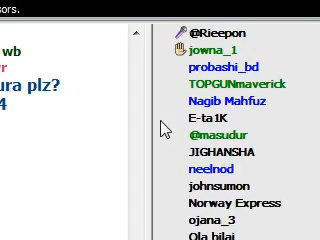 sors.
wb
r
ura plz?
4
@Rieepon
jowna_1
probashi_bd
TOPGUNmaverick
Nagib Mahfuz
E-ta1K
@masudur
JIGHANSHA
neelnod
johnsumon
Norway Express
ojana_3
Ola bilai